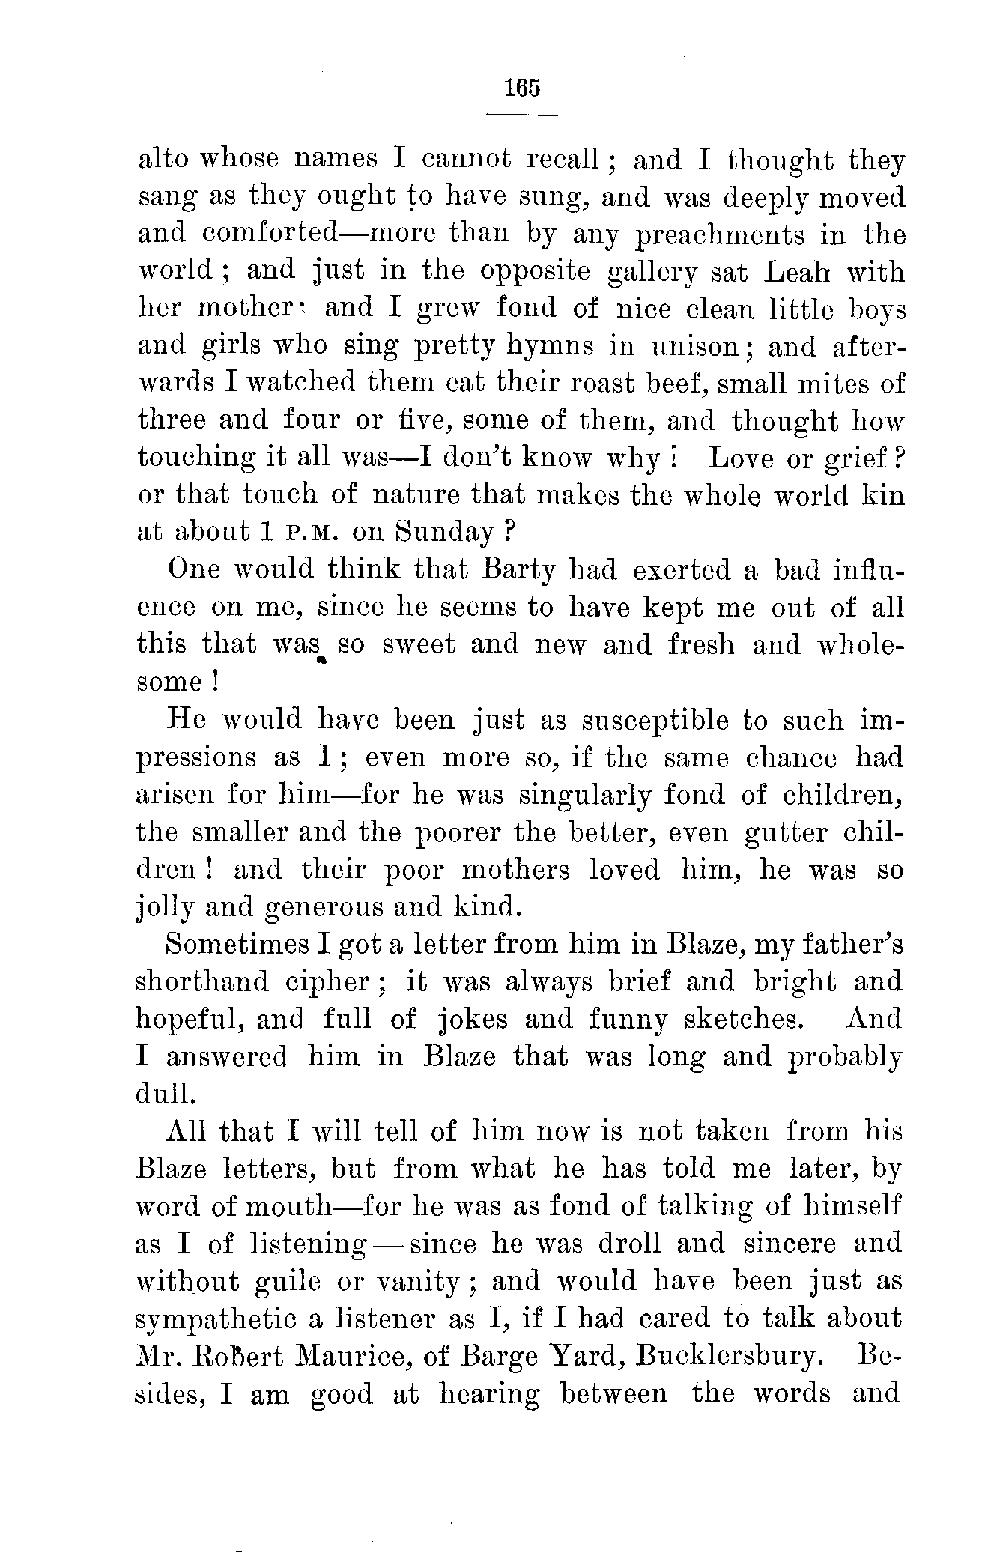 165
alto whose names I cannot recall ; and I thought they
sang as they ought to have sung, and was deeply moved
and comforted—more than by any preachments in the
world ; and just in the opposite gallery sat Leah with
her mother; and I grew fond of nice clean little boys
and girls who sing pretty hymns in unison; and after-
wards I watched them eat their roast beef, small mites of
three and four or five, some of them, and thought how
touching it all was—I don't know why ! Love or grief ?
or that touch of nature that makes the whole world kin
at about 1 P.M. on Sunday ?
One would think that Barty had exerted a bad influ-
ence on me, since he seems to have kept me out of all
this that was so sweet and new and fresh and whole-
some !
He would have been just as susceptible to such im-
pressions as I ; even more so, if the same chance had
arisen for him—for he was singularly fond of children,
the smaller and the poorer the better, even gutter chil-
dren ! and their poor mothers loved him, he was so
jolly and generous and kind.
Sometimes I got a letter from him in Blaze, my father's
shorthand cipher ; it was always brief and bright and
hopeful, and full of jokes and funny sketches. And
I answered him in Blaze that was long and probably
dull.
All that I will tell of him now is not taken from his
Blaze letters, but from what he has told me later, by
word of mouth—for he was as fond of talking of himself
as I of listening—since he was droll and sincere and
without guile or vanity ; and would have been just as
sympathetic a listener as I, if I had cared to talk about
Mr. Robert Maurice, of Barge Yard, Bucklersbury. Be-
sides, I am good at hearing between the words and